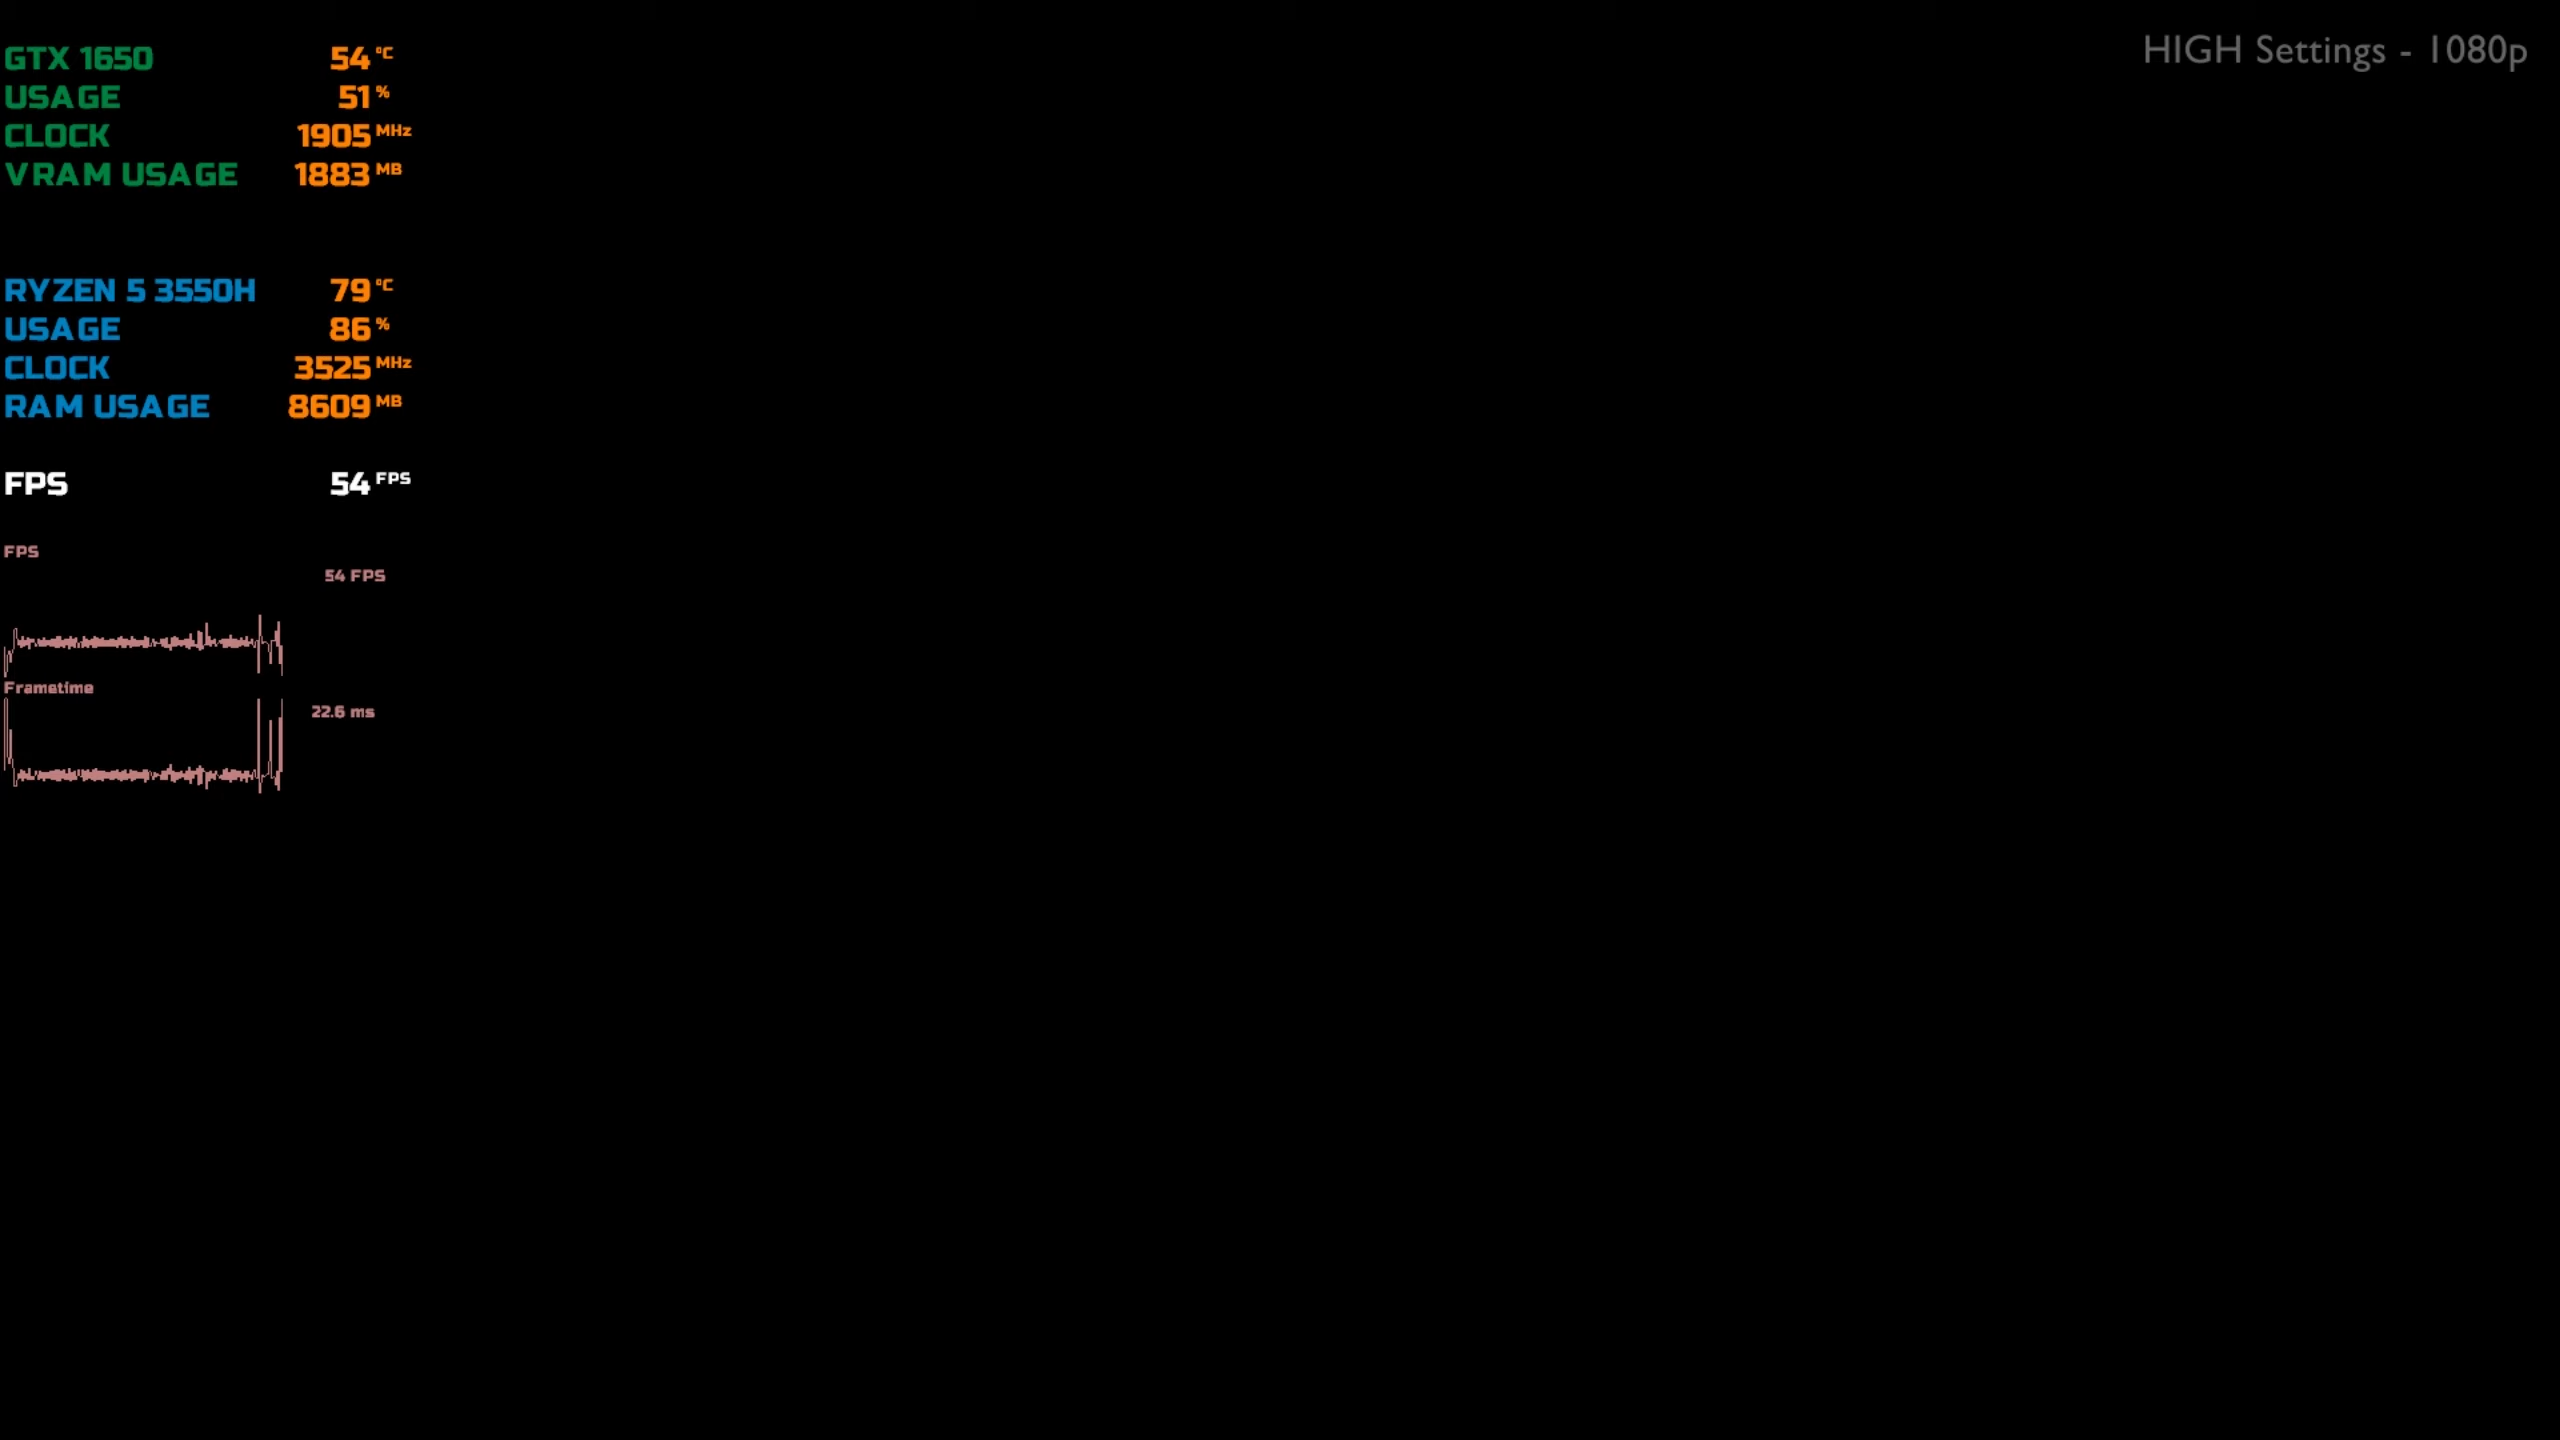 HIGH Settings - 1080p
GTX 1650 54 °C
USAGE 51 %
CLOCK 1905 MHz
VRAM USAGE 1883 MB
RYZEN 5 3550H 79 °C
USAGE 86 %
CLOCK 3525 MHz
RAM USAGE 8609 MB
FPS 54 FPS
FPS
54 FPS
Frametime
22.6 ms